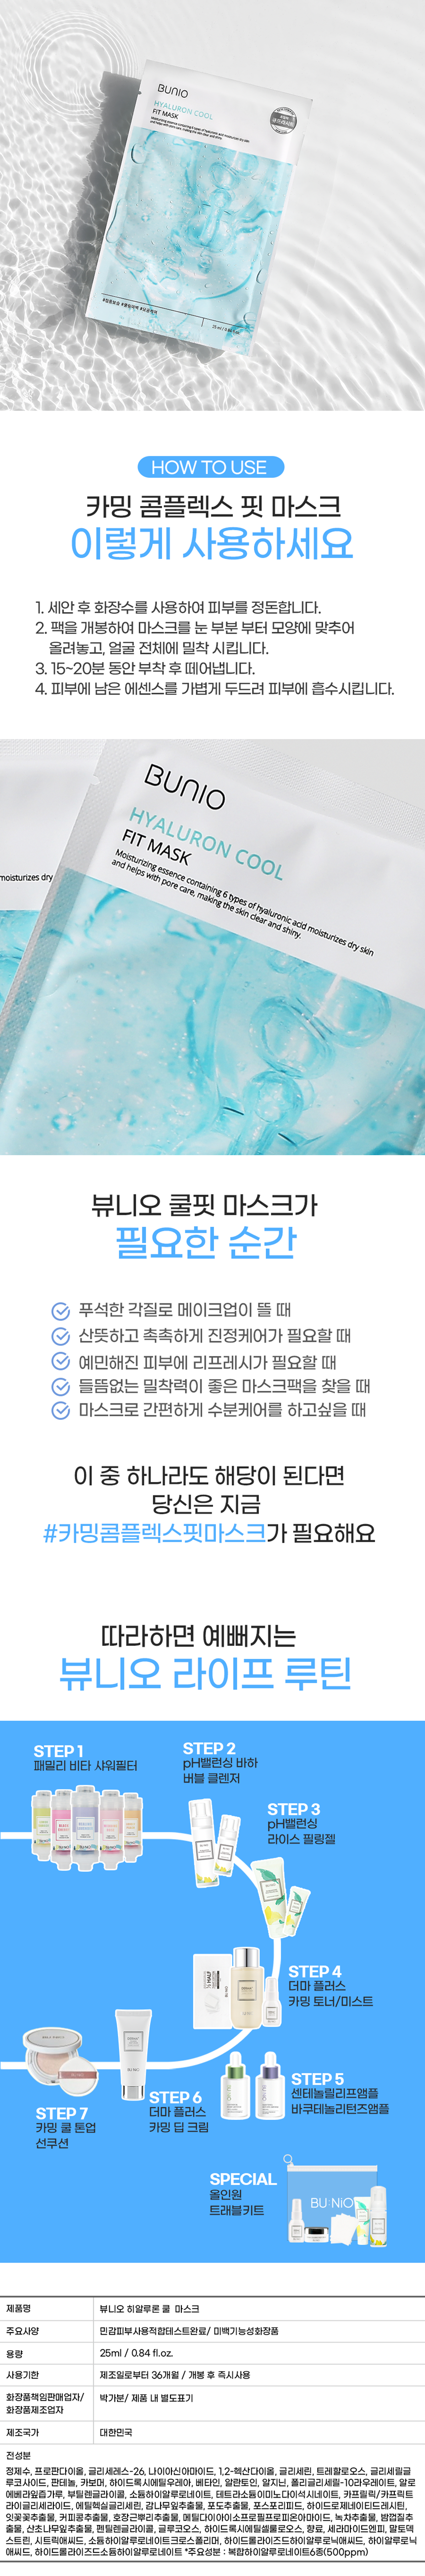 BUNIO
HYALURON COOL
FIT MASK
HOW TO USE
카밍 콤플렉스 핏 마스크
이렇게 사용하세요
1. 세안 후 화장수를 사용하여 피부를 정돈합니다.
2. 팩을 개봉하여 마스크를 눈 부분 부터 모양에 맞추어
올려놓고, 얼굴 전체에 밀착 시킵니다.
3. 15~20분 동안 부착 후 떼어냅니다.
4. 피부에 남은 에센스를 가볍게 두드려 피부에 흡수시킵니다.
BUNIO
HYALURON COOL
FIT MASK
Moisturizing essence containing 6 types of hyaluronic acid moisturizes dry skin
and helps with pore care, making the skin clear and shiny.
moisturizes dry
뷰니오 쿨핏 마스크가
필요한 순간
푸석한 각질로 메이크업이 뜰 때
산뜻하고 촉촉하게 진정케어가 필요할 때
예민해진 피부에 리프레시가 필요할 때
들뜸없는 밀착력이 좋은 마스크팩을 찾을 때
마스크로 간편하게 수분케어를 하고싶을 때
이 중 하나라도 해당이 된다면
당신은 지금
#카밍콤플렉스핏마스크가 필요해요
따라하면 예뻐지는
뷰니오 라이프 루틴
STEP 1
패밀리 비타 샤워필터
STEP 2
pH밸런싱 바하
버블 클렌저
STEP 3
pH밸런싱
라이스 필링젤
STEP 4
더마 플러스
카밍 토너/미스트
STEP 5
센테놀릴리프앰플
바쿠테놀리턴즈앰플
STEP 6
더마 플러스
카밍 딥 크림
STEP 7
카밍 쿨 톤업
선쿠션
SPECIAL
올인원
트래블키트
BU:NIO
제품명 뷰니오 히알루론 쿨 마스크
주요사양 민감피부사용적합테스트완료/ 미백기능성화장품
용량 25ml / 0.84 fl.oz.
사용기한 제조일로부터 36개월 / 개봉 후 즉시사용
화장품책임판매업자/
화장품제조업자 박가분/ 제품 내 별도표기
제조국가 대한민국
전성분
정제수, 프로판다이올, 글리세레스-26, 나이아신아마이드, 1,2-헥산다이올, 글리세린, 트레할로오스, 글리세릴글
루코사이드, 판테놀, 카보머, 하이드록시에틸우레아, 베타인, 알란토인, 알지닌, 폴리글리세릴-10라우레이트, 알로
에베라잎즙가루, 부틸렌글라이콜, 소듐하이알루로네이트, 테트라소듐이미노다이석시네이트, 카프릴릭/카프릭트
라이글리세라이드, 에틸헥실글리세린, 감나무잎추출물, 포도추출물, 포스포리피드, 하이드로제네이티드레시틴,
잇꽃꽃추출물, 커피콩추출물, 호장근뿌리추출물, 메틸다이아이소프로필프로피온아마이드, 녹차추출물, 밤껍질추
출물, 산초나무잎추출물, 펜틸렌글라이콜, 글루코오스, 하이드록시에틸셀룰로오스, 향료, 세라마이드엔피, 말토덱
스트린, 시트릭애씨드, 소듐하이알루로네이트크로스폴리머, 하이드롤라이즈드하이알루로닉애씨드, 하이알루로닉
애씨드, 하이드롤라이즈드소듐하이알루로네이트 *주요성분 : 복합하이알루로네이트6종(500ppm)